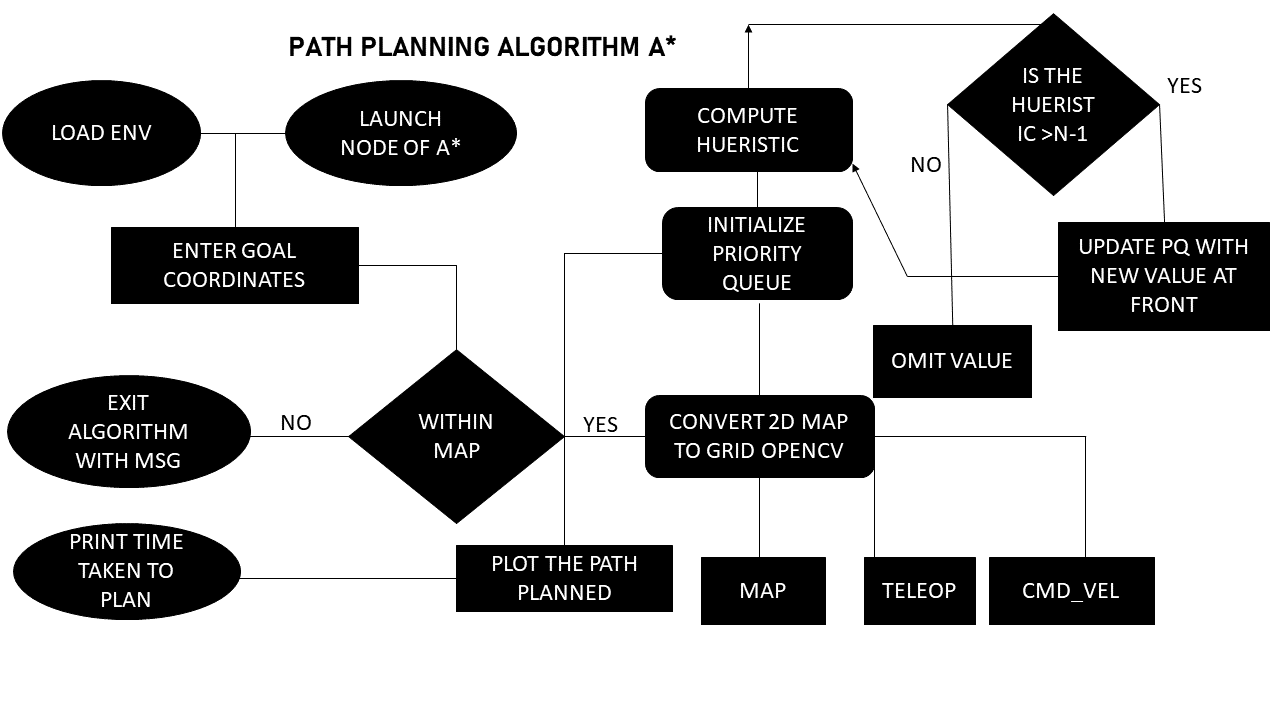 PATH PLANNING ALGORITHM A*
LOAD ENV
LAUNCH
NODE OF A*
ENTER GOAL
COORDINATES
WITHIN
MAP
NO
EXIT
ALGORITHM
WITH MSG
PRINT TIME
TAKEN TO
PLAN
PLOT THE PATH
PLANNED
YES
COMPUTE
HUERISTIC
INITIALIZE
PRIORITY
QUEUE
CONVERT 2D MAP
TO GRID OPENCV
MAP
TELEOP
CMD_VEL
IS THE
HUERIST
IC >N-1
YES
NO
UPDATE PQ WITH
NEW VALUE AT
FRONT
OMIT VALUE